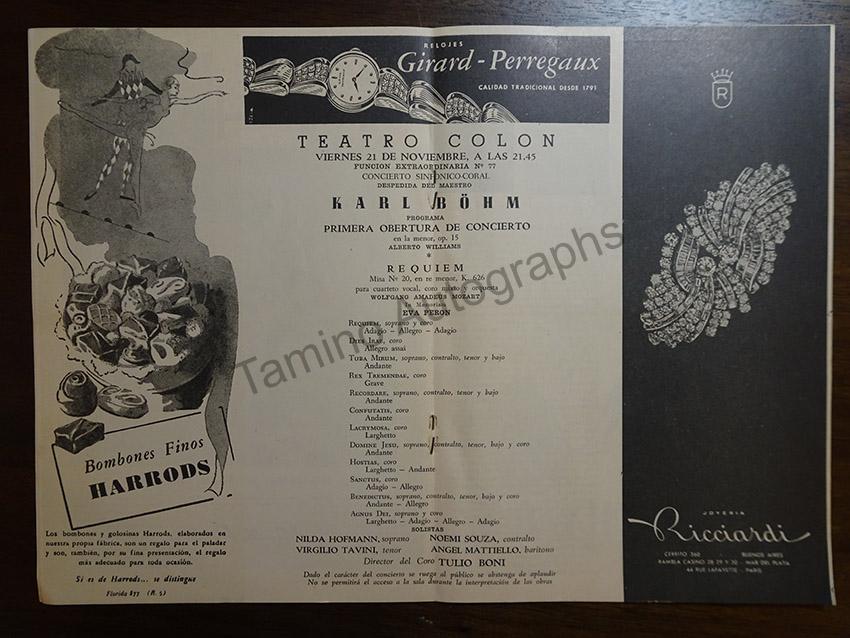 Bombones Finos
HARRODS
Los bombones y golosinas Harrods, elaborados en
nuestra propia fábrica, son un regalo para el paladar
y son, también, por su fina presentación, el regalo
más adecuado para toda ocasión.
Si es de Harrods... se distingue
Florida 877 (R. 5)
RELOJES
Girard-Perregaux
CALIDAD TRADICIONAL DESDE 1791
TEATRO COLON
VIERNES 21 DE NOVIEMBRE, A LAS 21.45
FUNCION EXTRAORDINARIA Nº 77
CONCIERTO SINFONICO-CORAL
DESPEDIDA DEL MAESTRO
KARL BÖHM
PROGRAMA
PRIMERA OBERTURA DE CONCIERTO
en la menor, op. 15
ALBERTO WILLIAMS
*
REQUIEM
Misa Nº 20, en re menor, K. 626
para cuarteto vocal, coro mixto y orquesta
WOLFGANG AMADEUS MOZART
In Memoriam
EVA PERON
REQUIEM, soprano y coro
Adagio – Allegro – Adagio
DIES IRAE, coro
Allegro assai
TUBA MIRUM, soprano, contralto, tenor y bajo
Andante
REX TREMENDAE, coro
Grave
RECORDARE, soprano, contralto, tenor y bajo
Andante
CONFUTATIS, coro
Andante
LACRYMOSA, coro
Larghetto
DOMINE JESU, soprano, contralto, tenor, bajo y coro
Andante
HOSTIAS, coro
Larghetto – Andante
SANCTUS, coro
Adagio – Allegro
BENEDICTUS, soprano, contralto, tenor, bajo y coro
Andante – Allegro
AGNUS DEI, soprano y coro
Larghetto – Adagio – Allegro – Adagio
SOLISTAS
NILDA HOFMANN, soprano NOEMI SOUZA, contralto
VIRGILIO TAVINI, tenor ANGEL MATTIELLO, barítono
Director del Coro TULIO BONI
Dado el carácter del concierto se ruega al público se abstenga de aplaudir
No se permitirá el acceso a la sala durante la interpretación de las obras
R
JOYERIA
Ricciardi
CERRITO 360 - BUENOS AIRES
RAMBLA CASINO 28 29 Y 30 - MAR DEL PLATA
44 RUE LAFAYETTE - PARIS
Tamino Autographs